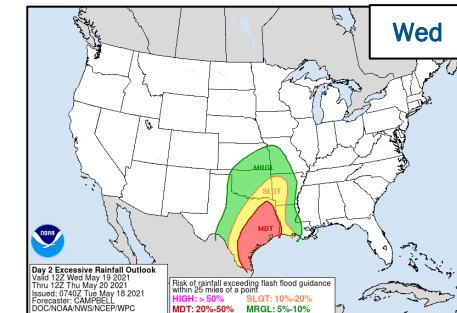 Wed
MRGL
SLGT
MDT
NOAA
Day 2 Excessive Rainfall Outlook
Valid 12Z Wed May 19 2021
Thru 12Z Thu May 20 2021
Issued: 0740Z Tue May 18 2021
Forecaster: CAMPBELL
DOC/NOAA/NWS/NCEP/WPC
Risk of rainfall exceeding flash flood guidance
within 25 miles of a point
HIGH: > 50% SLGT: 10%-20%
MDT: 20%-50% MRGL: 5%-10%